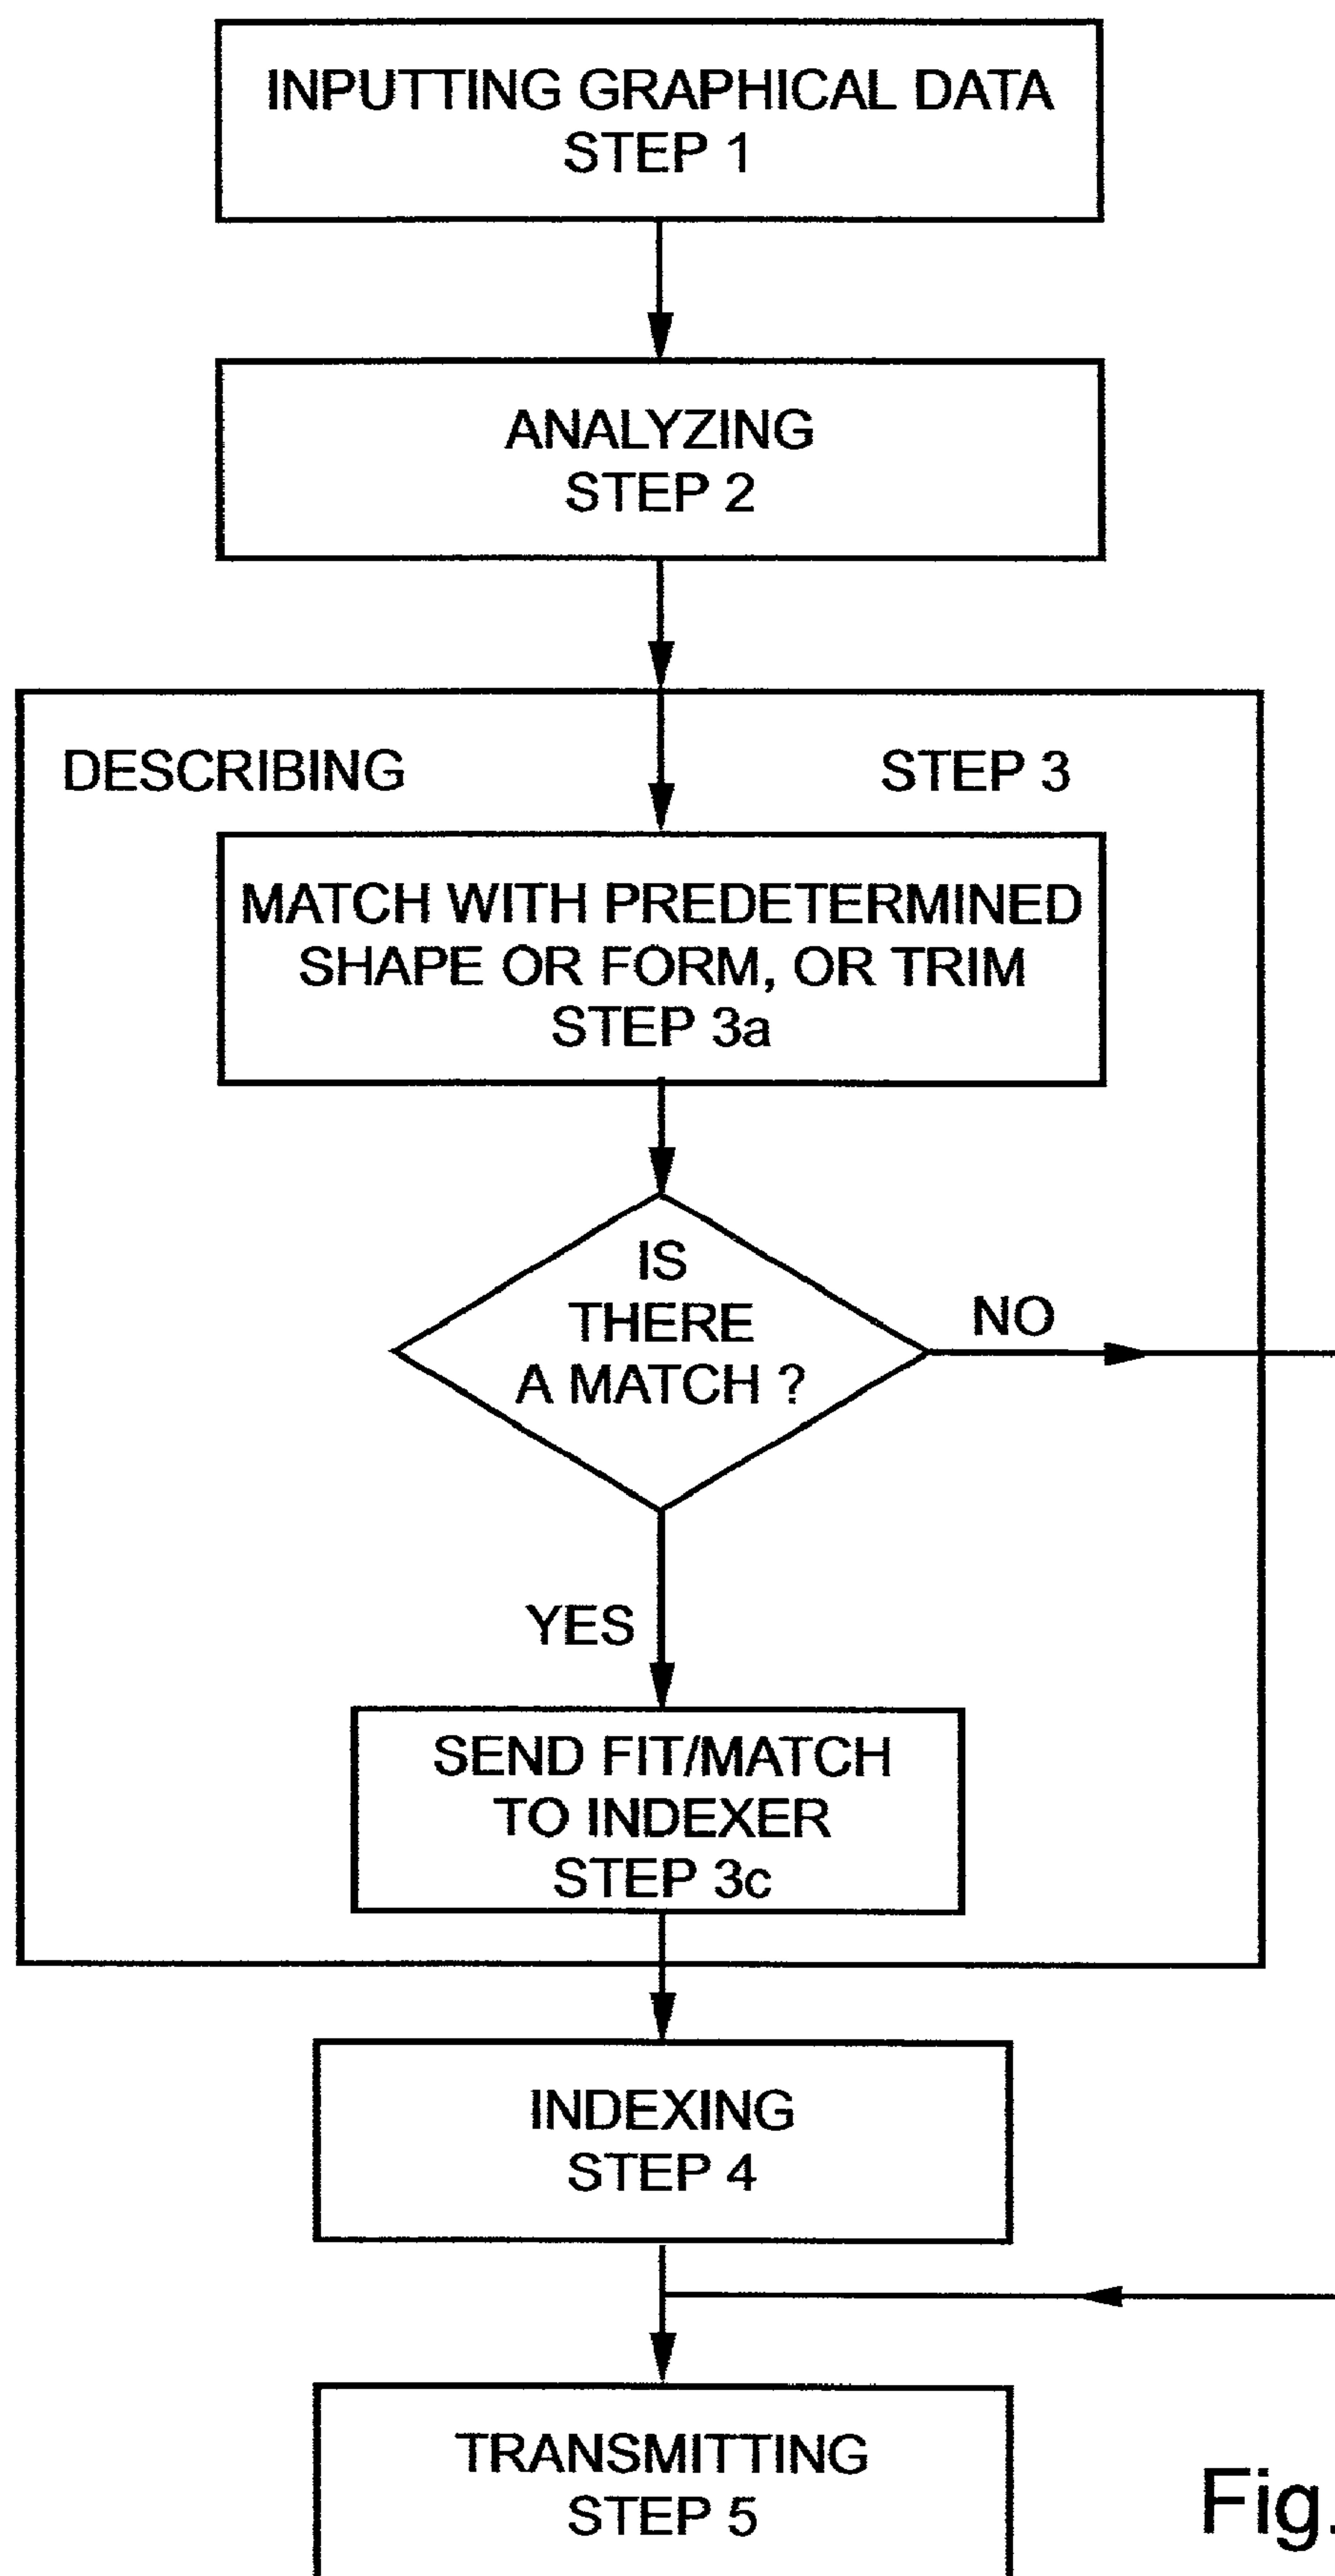 INPUTTING GRAPHICAL DATA
STEP 1
ANALYZING
STEP 2
DESCRIBING STEP 3
MATCH WITH PREDETERMINED
SHAPE OR FORM, OR TRIM
STEP 3a
IS
THERE
A MATCH ?
NO
YES
SEND FIT/MATCH
TO INDEXER
STEP 3c
INDEXING
STEP 4
TRANSMITTING
STEP 5
Fig.